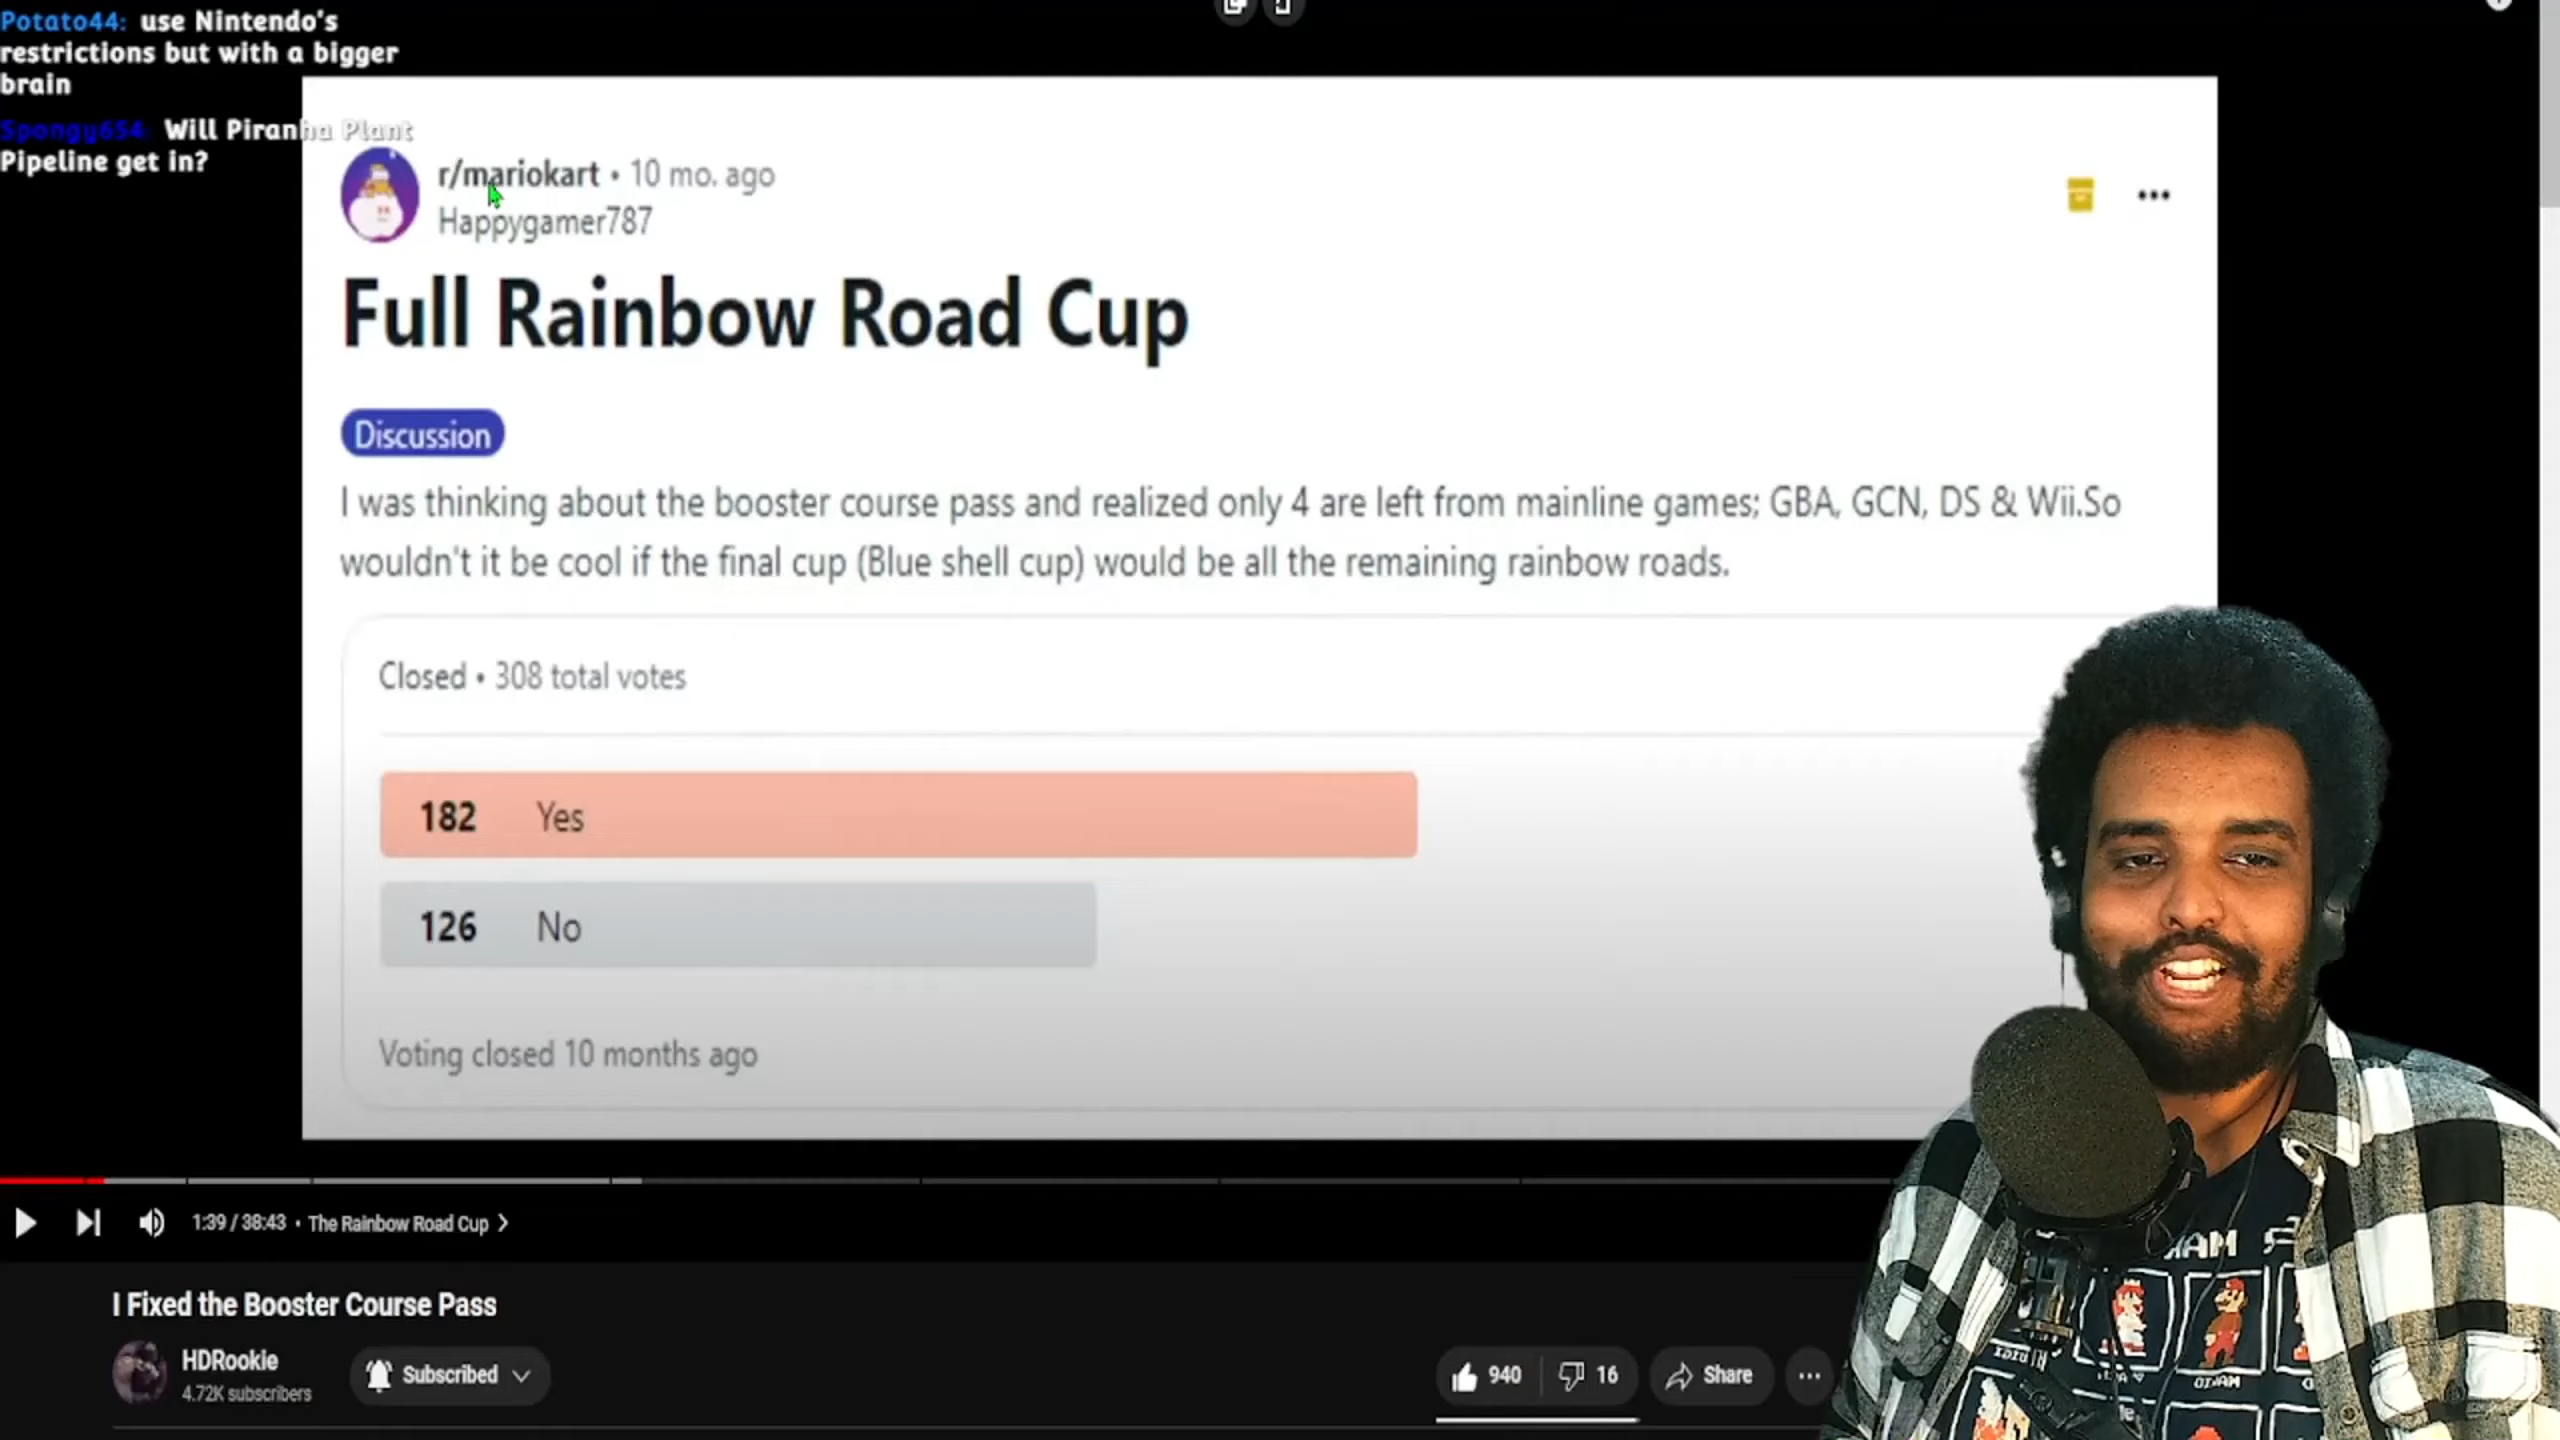 Potato44: use Nintendo's
restrictions but with a bigger
brain
Spongy654: Will Piranha Plant
Pipeline get in?
r/mariokart • 10 mo. ago
Happygamer787
Full Rainbow Road Cup
Discussion
I was thinking about the booster course pass and realized only 4 are left from mainline games; GBA, GCN, DS & Wii.So
wouldn't it be cool if the final cup (Blue shell cup) would be all the remaining rainbow roads.
Closed • 308 total votes
182 Yes
126 No
Voting closed 10 months ago
1:39 / 38:43 • The Rainbow Road Cup
I Fixed the Booster Course Pass
HDRookie
4.72K subscribers
Subscribed
940
16
Share